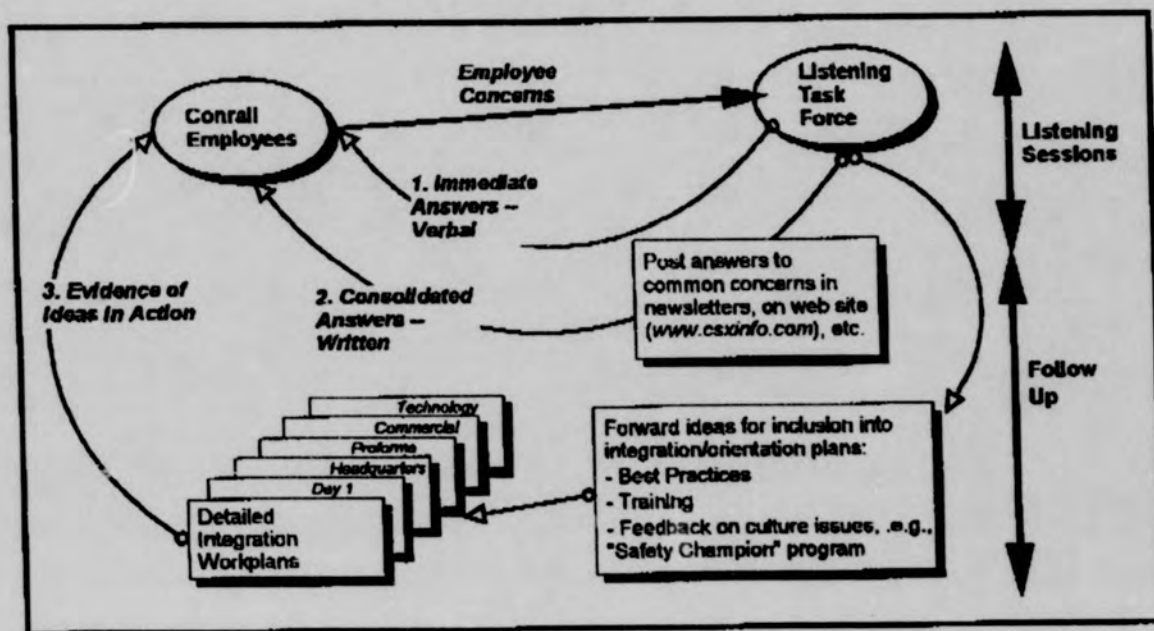 Conrail
Employees
Employee
Concerns
Listening
Task
Force
Listening
Sessions
1. Immediate
Answers --
Verbal
Post answers to
common concerns in
newsletters, on web site
(www.csxinfo.com), etc.
2. Consolidated
Answers --
Written
3. Evidence of
Ideas in Action
Follow
Up
Technology
Commercial
Proforma
Headquarters
Day 1
Detailed
Integration
Workplans
Forward ideas for inclusion into
integration/orientation plans:
- Best Practices
- Training
- Feedback on culture issues, .e.g.,
"Safety Champion" program